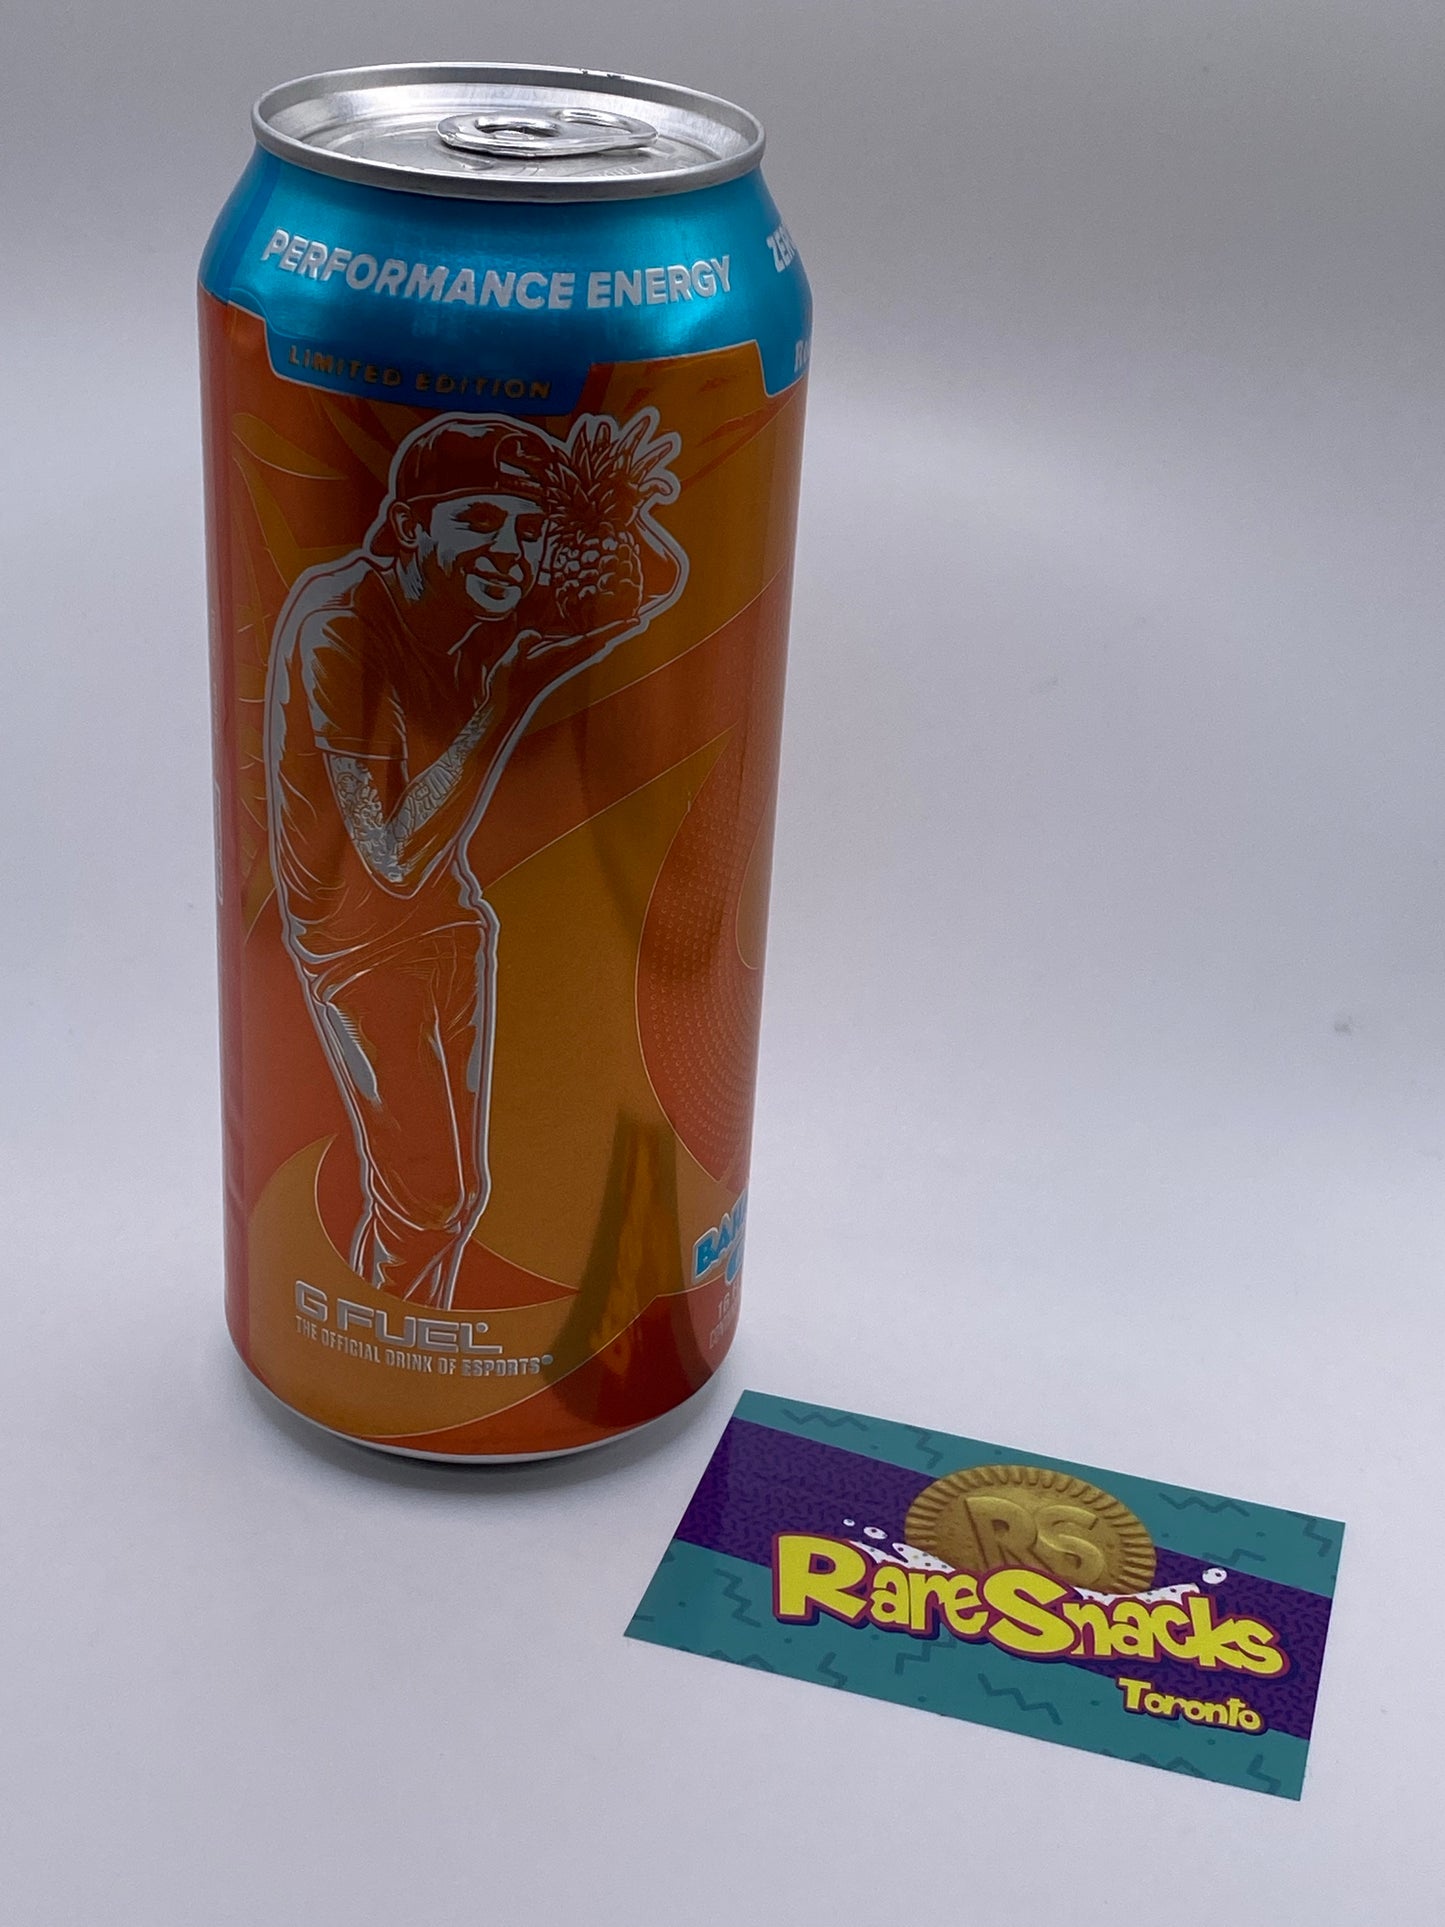 PERFORMANCE ENERGY
LIMITED EDITION
G FUEL
THE OFFICIAL DRINK OF ESPORTS®
RS
RareSnacks
Toronto